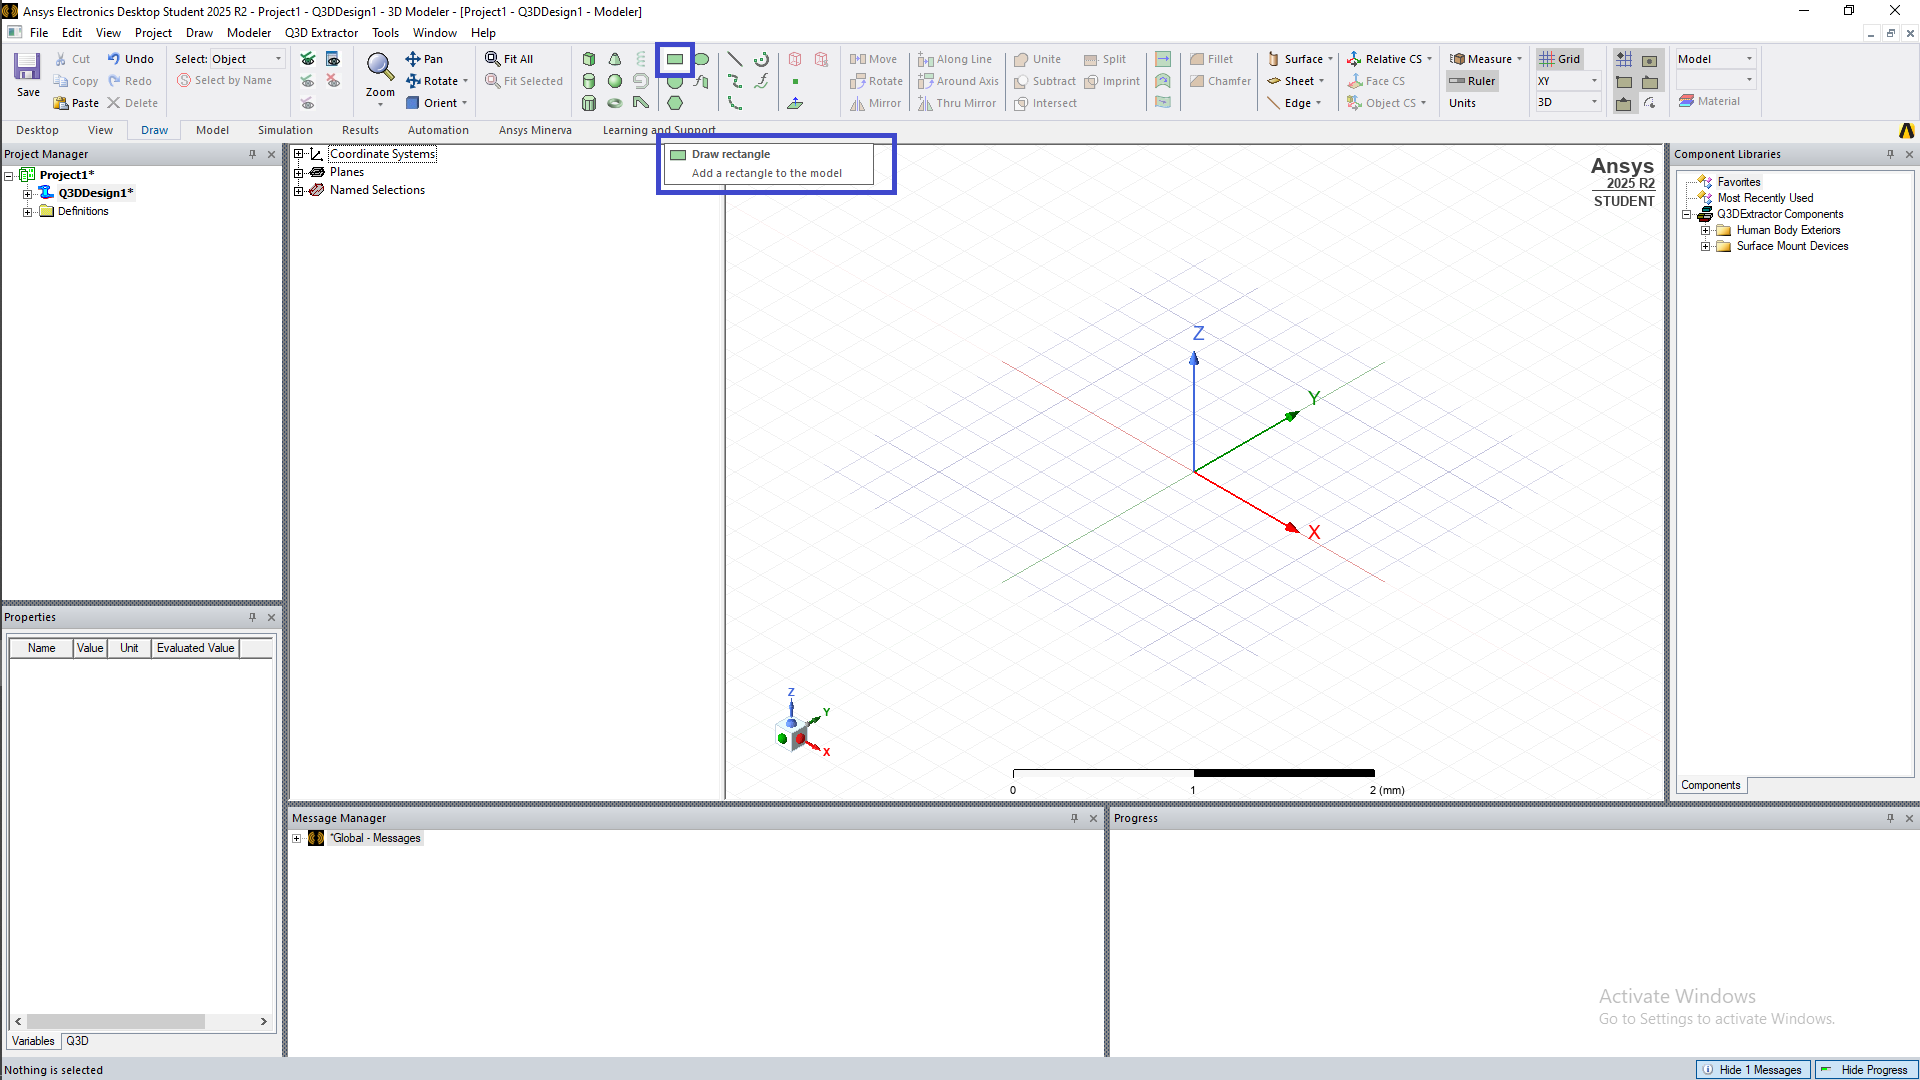 Ansys Electronics Desktop Student 2025 R2 - Project1 - Q3DDesign1 - 3D Modeler - [Project1 - Q3DDesign1 - Modeler]
File Edit View Project Draw Modeler Q3D Extractor Tools Window Help
Save
Cut
Copy
Paste
Undo
Redo
Delete
Select: Object
Select by Name
Zoom
Pan
Rotate
Orient
Fit All
Fit Selected
Move
Rotate
Mirror
Along Line
Around Axis
Thru Mirror
Unite
Subtract
Intersect
Split
Imprint
Fillet
Chamfer
Surface
Sheet
Edge
Relative CS
Face CS
Object CS
Measure
Ruler
Units
Grid
XY
3D
Model
Material
Desktop View Draw Model Simulation Results Automation Ansys Minerva Learning and Support
Project Manager
Project1*
Q3DDesign1*
Definitions
Coordinate Systems
Planes
Named Selections
Draw rectangle
Add a rectangle to the model
Ansys
2025 R2
STUDENT
Z
Y
X
Z
Y
X
0 1 2 (mm)
Component Libraries
Favorites
Most Recently Used
Q3DExtractor Components
Human Body Exteriors
Surface Mount Devices
Components
Properties
Name Value Unit Evaluated Value
Variables Q3D
Message Manager
*Global - Messages
Progress
Activate Windows
Go to Settings to activate Windows.
Nothing is selected
Hide 1 Messages
Hide Progress